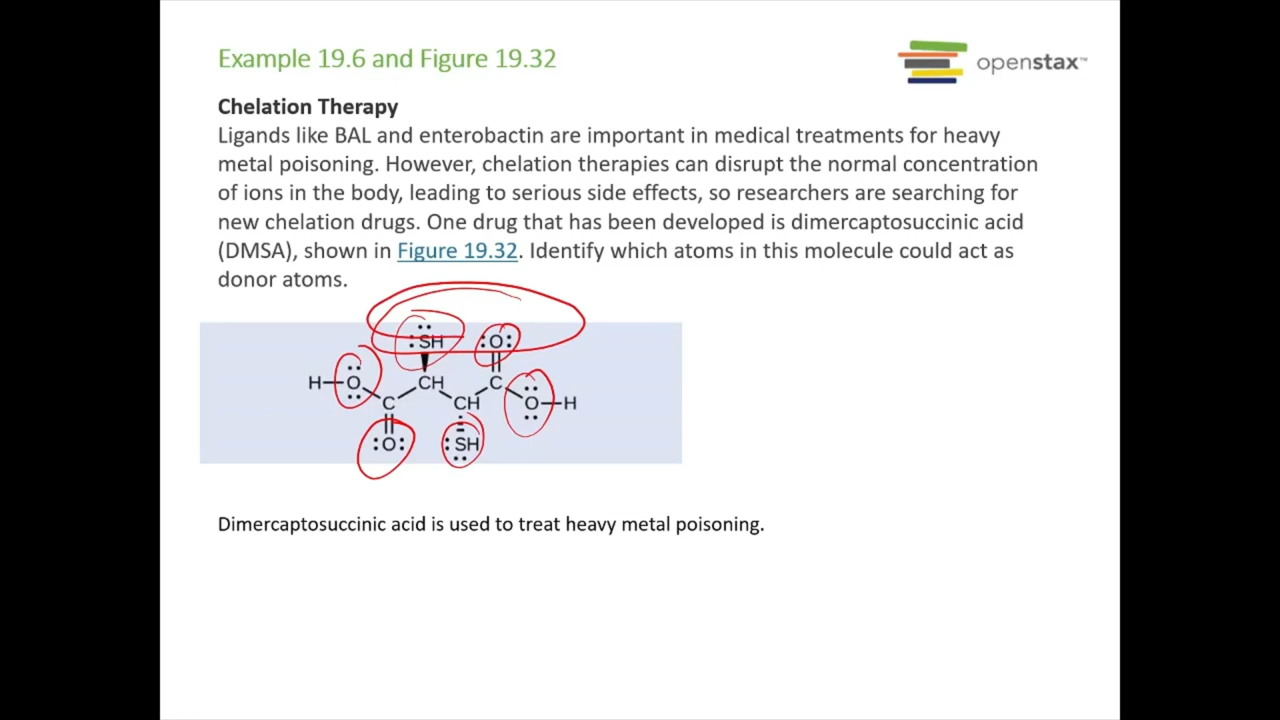 Example 19.6 and Figure 19.32
openstax™
Chelation Therapy
Ligands like BAL and enterobactin are important in medical treatments for heavy
metal poisoning. However, chelation therapies can disrupt the normal concentration
of ions in the body, leading to serious side effects, so researchers are searching for
new chelation drugs. One drug that has been developed is dimercaptosuccinic acid
(DMSA), shown in Figure 19.32. Identify which atoms in this molecule could act as
donor atoms.
SH O
H O CH C
C CH O H
O SH
Dimercaptosuccinic acid is used to treat heavy metal poisoning.